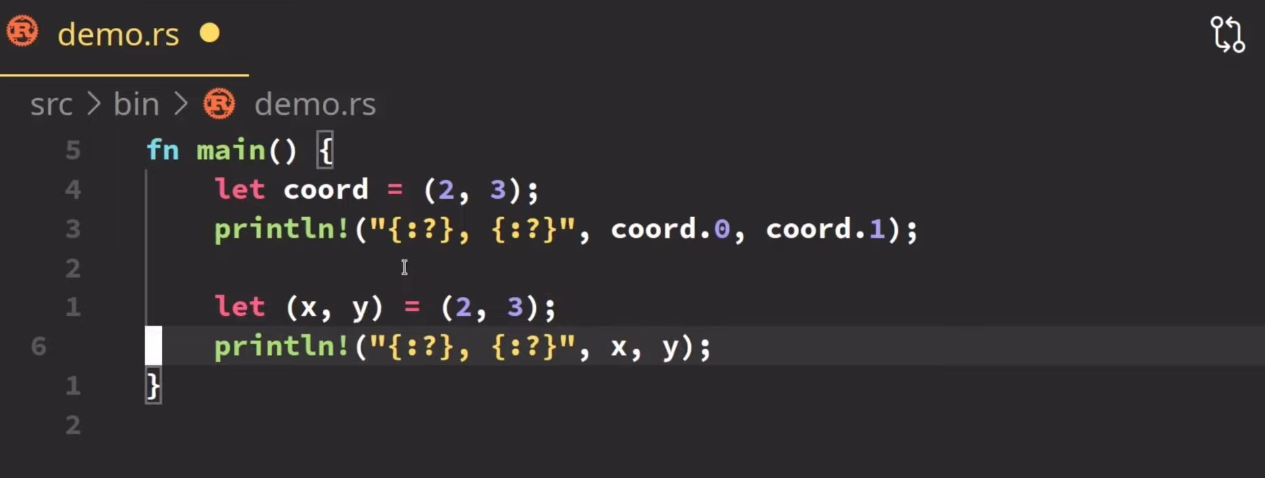 demo.rs
src > bin > demo.rs
5 fn main() {
4 let coord = (2, 3);
3 println!("{:?}, {:?}", coord.0, coord.1);
2
1 let (x, y) = (2, 3);
6 println!("{:?}, {:?}", x, y);
1 }
2